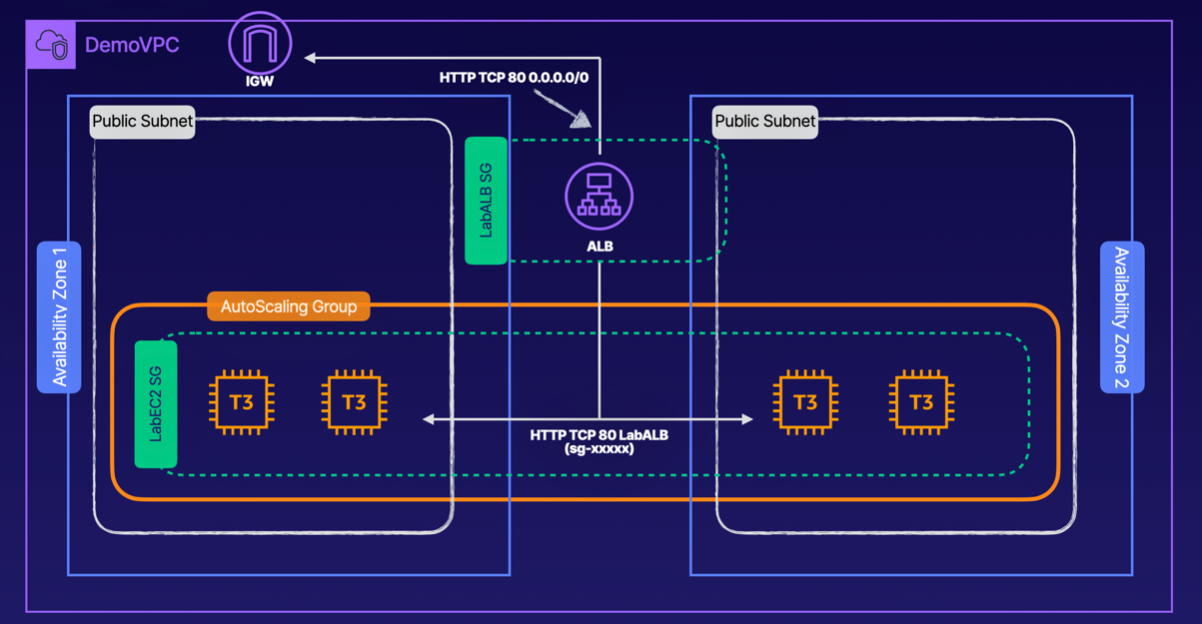 DemoVPC
IGW
HTTP TCP 80 0.0.0.0/0
Public Subnet
Public Subnet
LabALB SG
ALB
Availability Zone 1
Availability Zone 2
AutoScaling Group
LabEC2 SG
T3
T3
T3
T3
HTTP TCP 80 LabALB
(sg-xxxxx)